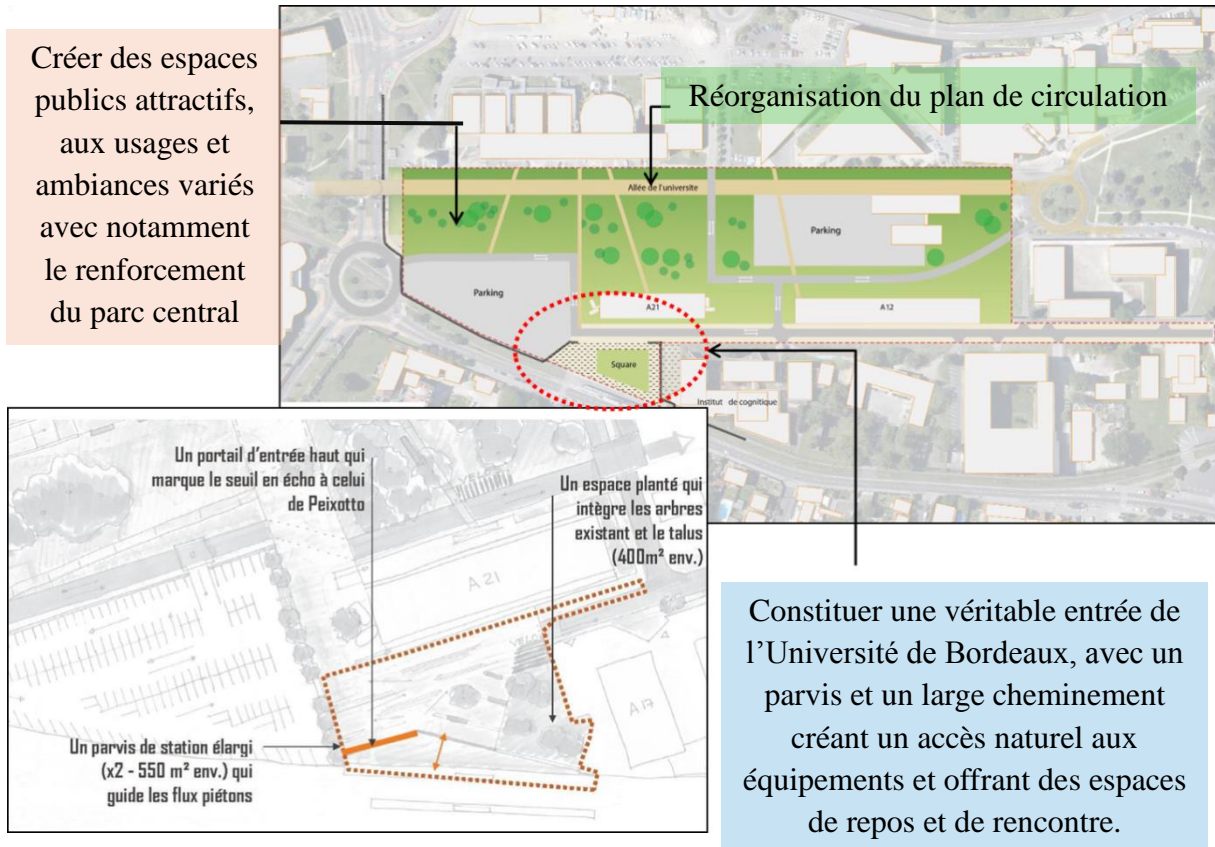 Créer des espaces
publics attractifs,
aux usages et
ambiances variés
avec notamment
le renforcement
du parc central
Réorganisation du plan de circulation
Allée de l'universite
Parking
Parking
A21
A12
Square
Institut de cognitique
Un portail d'entrée haut qui
marque le seuil en écho à celui
de Peixotto
Un espace planté qui
intègre les arbres
existant et le talus
(400m² env.)
A 21
VELO
A17
Un parvis de station élargi
(x2 - 550 m² env.) qui
guide les flux piétons
Constituer une véritable entrée de
l'Université de Bordeaux, avec un
parvis et un large cheminement
créant un accès naturel aux
équipements et offrant des espaces
de repos et de rencontre.